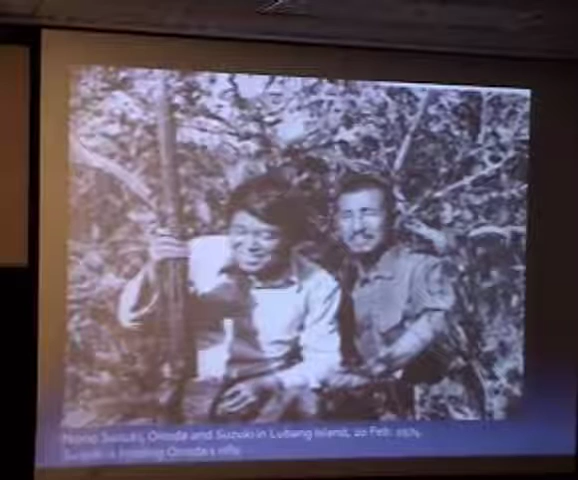 Norio Suzuki, Onoda and Suzuki in Lubang Island, 20 Feb. 1974.
Suzuki is holding Onoda's rifle.